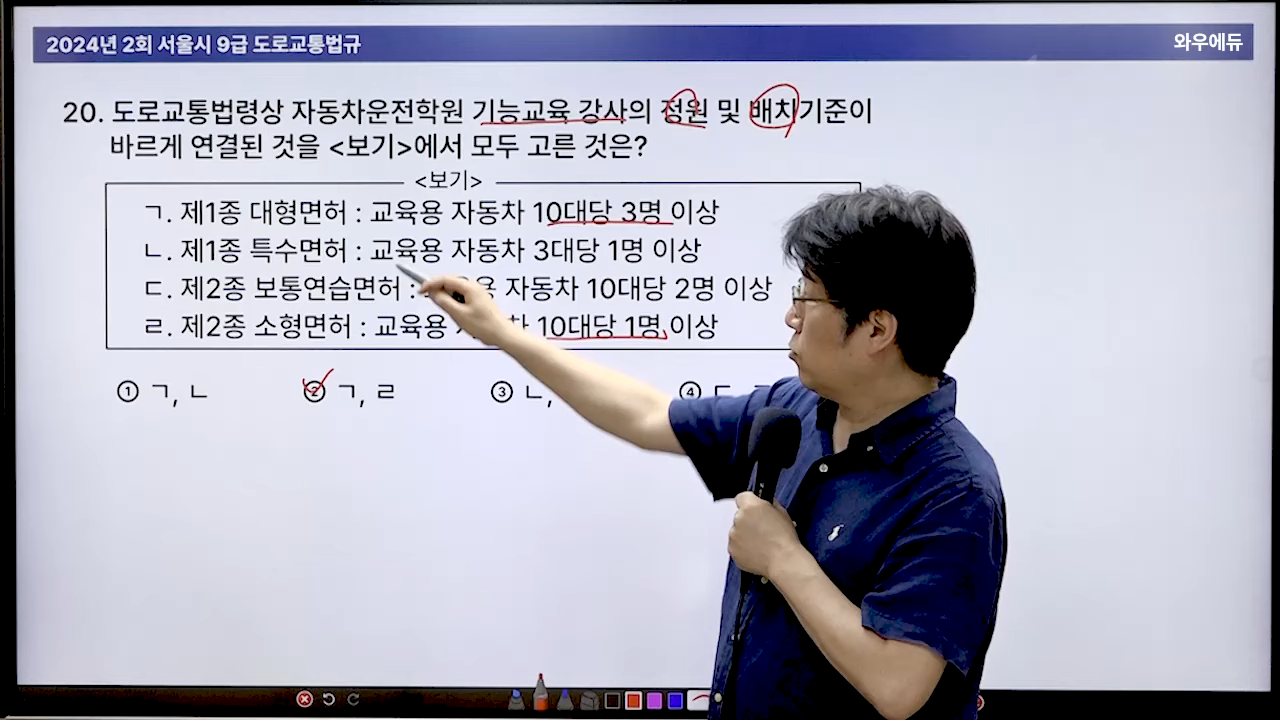 2024년 2회 서울시 9급 도로교통법규
와우에듀
20. 도로교통법령상 자동차운전학원 기능교육 강사의 정원 및 배치기준이
바르게 연결된 것을 <보기>에서 모두 고른 것은?
<보기>
ㄱ. 제1종 대형면허 : 교육용 자동차 10대당 3명 이상
ㄴ. 제1종 특수면허 : 교육용 자동차 3대당 1명 이상
ㄷ. 제2종 보통연습면허 : 자동차 10대당 2명 이상
ㄹ. 제2종 소형면허 : 교육용 10대당 1명 이상
① ㄱ, ㄴ ② ㄱ, ㄹ ③ ㄴ, ④ ㄷ